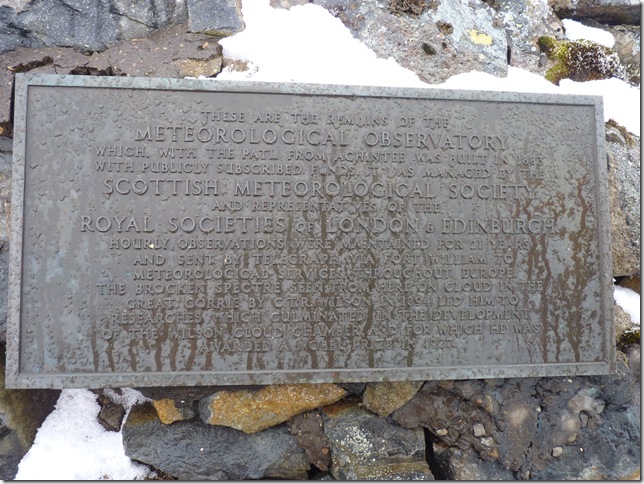 THESE ARE THE REMAINS OF THE
METEOROLOGICAL OBSERVATORY
WHICH, WITH THE PATH FROM ACHINTEE WAS BUILT IN 1883
WITH PUBLICLY SUBSCRIBED FUNDS. IT WAS MANAGED BY THE
SCOTTISH METEOROLOGICAL SOCIETY
AND REPRESENTATIVES OF THE
ROYAL SOCIETIES OF LONDON & EDINBURGH
HOURLY OBSERVATIONS WERE MAINTAINED FOR 21 YEARS
AND SENT BY TELEGRAPH VIA FORT WILLIAM TO
METEOROLOGICAL SERVICES THROUGHOUT EUROPE
THE BROCKEN SPECTRE SEEN FROM HERE ON CLOUD IN THE
GREAT CORRIE BY C.T.R. WILSON IN 1894 LED HIM TO
RESEARCHES WHICH CULMINATED IN THE DEVELOPMENT
OF THE WILSON CLOUD CHAMBER AND FOR WHICH HE WAS
AWARDED A NOBEL PRIZE IN 1927.